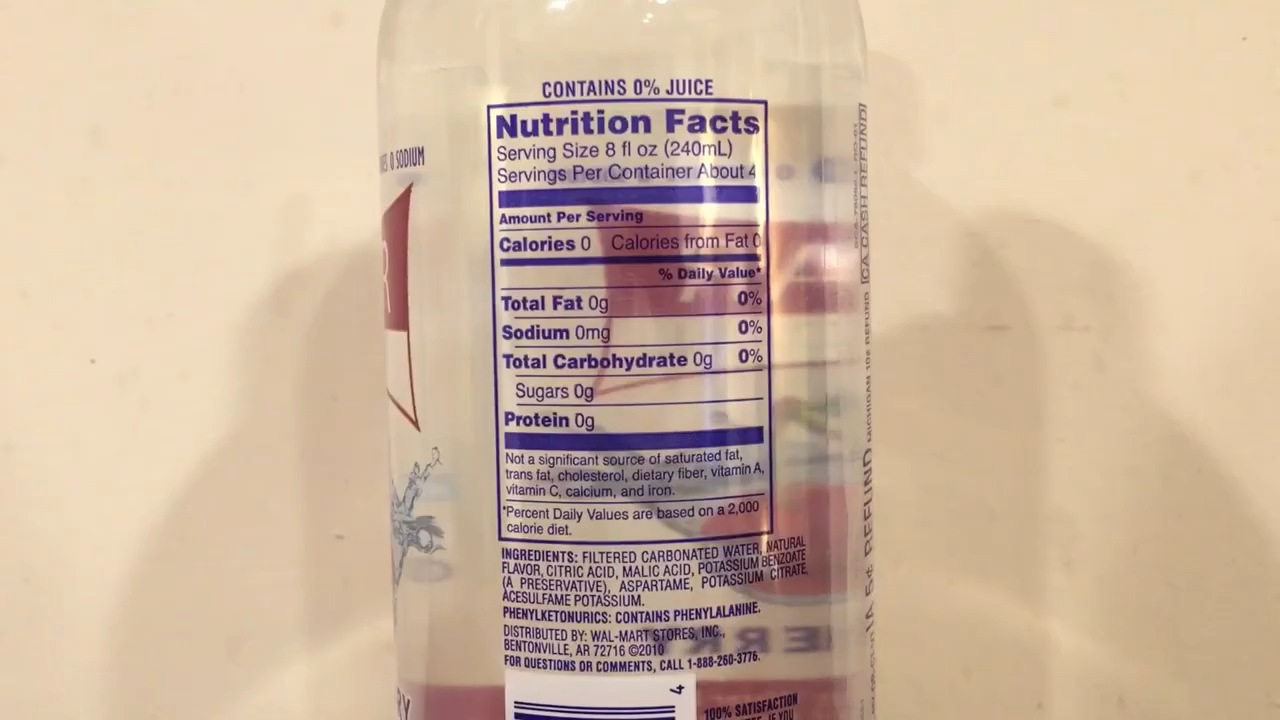 CONTAINS 0% JUICE
Nutrition Facts
Serving Size 8 fl oz (240mL)
Servings Per Container About 4
Amount Per Serving
Calories 0 Calories from Fat 0
% Daily Value*
Total Fat 0g 0%
Sodium 0mg 0%
Total Carbohydrate 0g 0%
Sugars 0g
Protein 0g
Not a significant source of saturated fat,
trans fat, cholesterol, dietary fiber, vitamin A,
vitamin C, calcium, and iron.
*Percent Daily Values are based on a 2,000
calorie diet.
INGREDIENTS: FILTERED CARBONATED WATER, NATURAL
FLAVOR, CITRIC ACID, MALIC ACID, POTASSIUM BENZOATE
(A PRESERVATIVE), ASPARTAME, POTASSIUM CITRATE,
ACESULFAME POTASSIUM.
PHENYLKETONURICS: CONTAINS PHENYLALANINE.
DISTRIBUTED BY: WAL-MART STORES, INC.,
BENTONVILLE, AR 72716 ©2010
FOR QUESTIONS OR COMMENTS, CALL 1-888-260-3776.
4
100% SATISFACTION
IF YOU
0 SODIUM
R
RY
IA 5¢ REFUND MICHIGAN 10¢ REFUND CA CASH REFUND